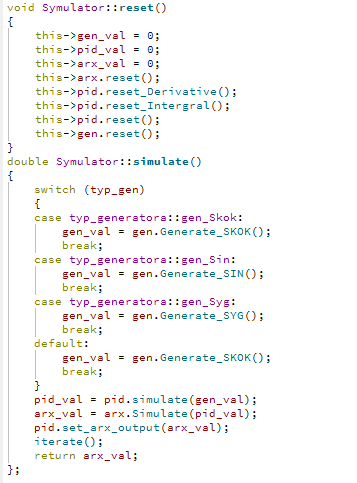 void Symulator::reset()
{
    this->gen_val = 0;
    this->pid_val = 0;
    this->arx_val = 0;
    this->arx.reset();
    this->pid.reset_Derivative();
    this->pid.reset_Intergral();
    this->pid.reset();
    this->gen.reset();
}
double Symulator::simulate()
{
    switch (typ_gen)
    {
    case typ_generatora::gen_Skok:
        gen_val = gen.Generate_SKOK();
        break;
    case typ_generatora::gen_Sin:
        gen_val = gen.Generate_SIN();
        break;
    case typ_generatora::gen_Syg:
        gen_val = gen.Generate_SYG();
        break;
    default:
        gen_val = gen.Generate_SKOK();
        break;
    }
    pid_val = pid.simulate(gen_val);
    arx_val = arx.Simulate(pid_val);
    pid.set_arx_output(arx_val);
    iterate();
    return arx_val;
};